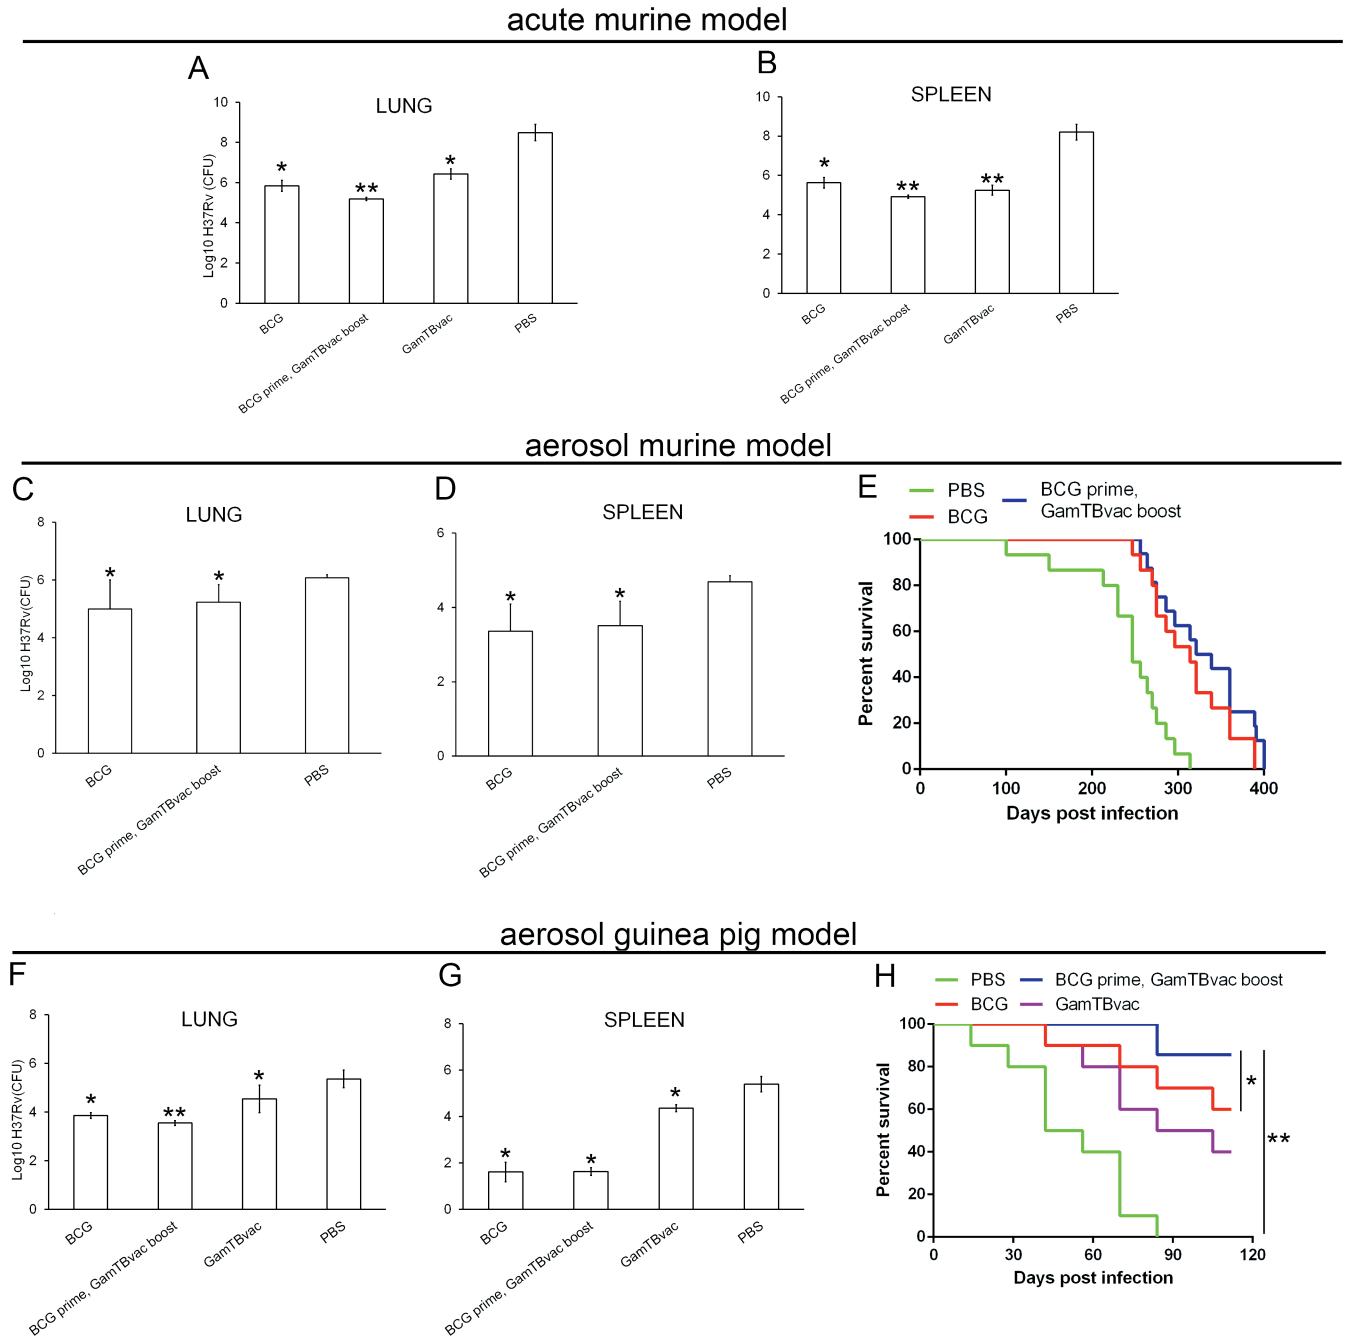 acute murine model
A
LUNG
Log10 H37Rv (CFU)
10
8
6
4
2
0
*
**
*
BCG
BCG prime, GamTBvac boost
GamTBvac
PBS
B
SPLEEN
10
8
6
4
2
0
*
**
**
BCG
BCG prime, GamTBvac boost
GamTBvac
PBS
aerosol murine model
C
LUNG
Log10 H37Rv(CFU)
8
6
4
2
0
*
*
BCG
BCG prime, GamTBvac boost
PBS
D
SPLEEN
6
4
2
0
*
*
BCG
BCG prime, GamTBvac boost
PBS
E
PBS
BCG
BCG prime,
GamTBvac boost
Percent survival
100
80
60
40
20
0
0 100 200 300 400
Days post infection
aerosol guinea pig model
F
LUNG
Log10 H37Rv(CFU)
8
6
4
2
0
*
**
*
BCG
BCG prime, GamTBvac boost
GamTBvac
PBS
G
SPLEEN
8
6
4
2
0
*
*
*
BCG
BCG prime, GamTBvac boost
GamTBvac
PBS
H
PBS
BCG prime, GamTBvac boost
BCG
GamTBvac
Percent survival
100
80
60
40
20
0
*
**
0 30 60 90 120
Days post infection